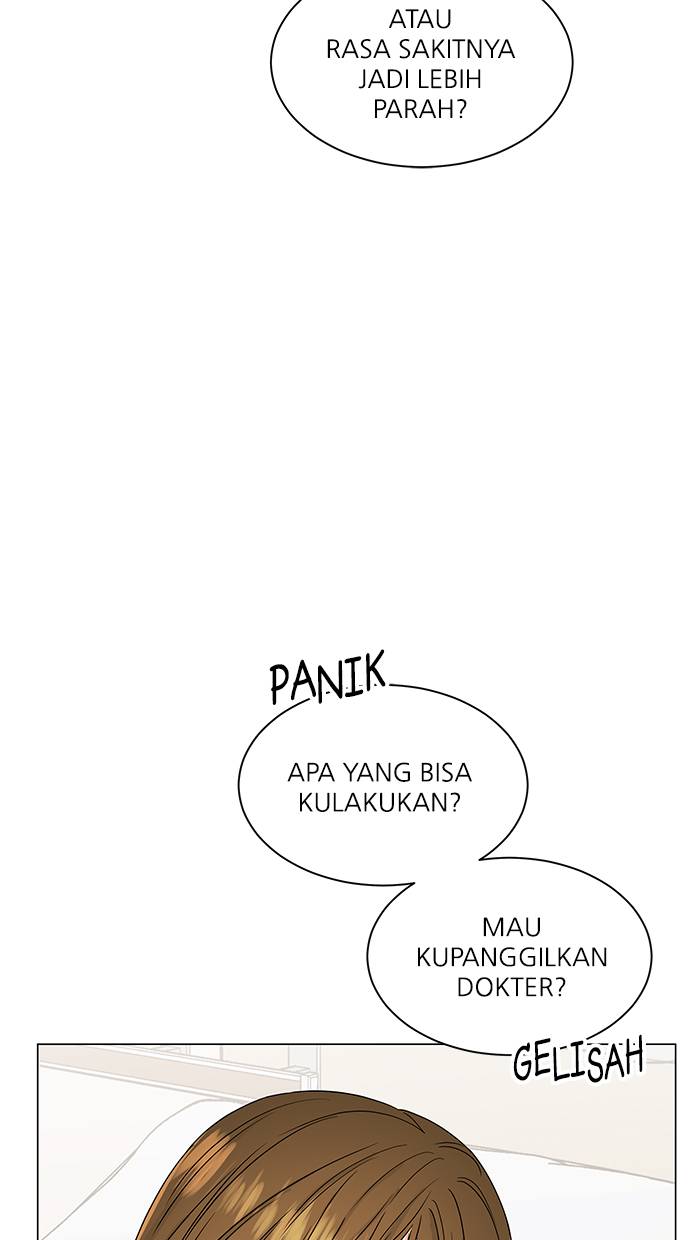 ATAU
RASA SAKITNYA
JADI LEBIH
PARAH?
PANIK
APA YANG BISA
KULAKUKAN?
MAU
KUPANGGILKAN
DOKTER?
GELISAH